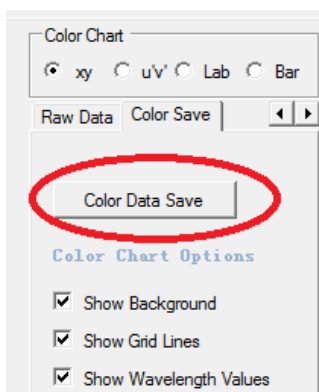 Color Chart
xy u'v' Lab Bar
Raw Data Color Save
Color Data Save
Color Chart Options
Show Background
Show Grid Lines
Show Wavelength Values